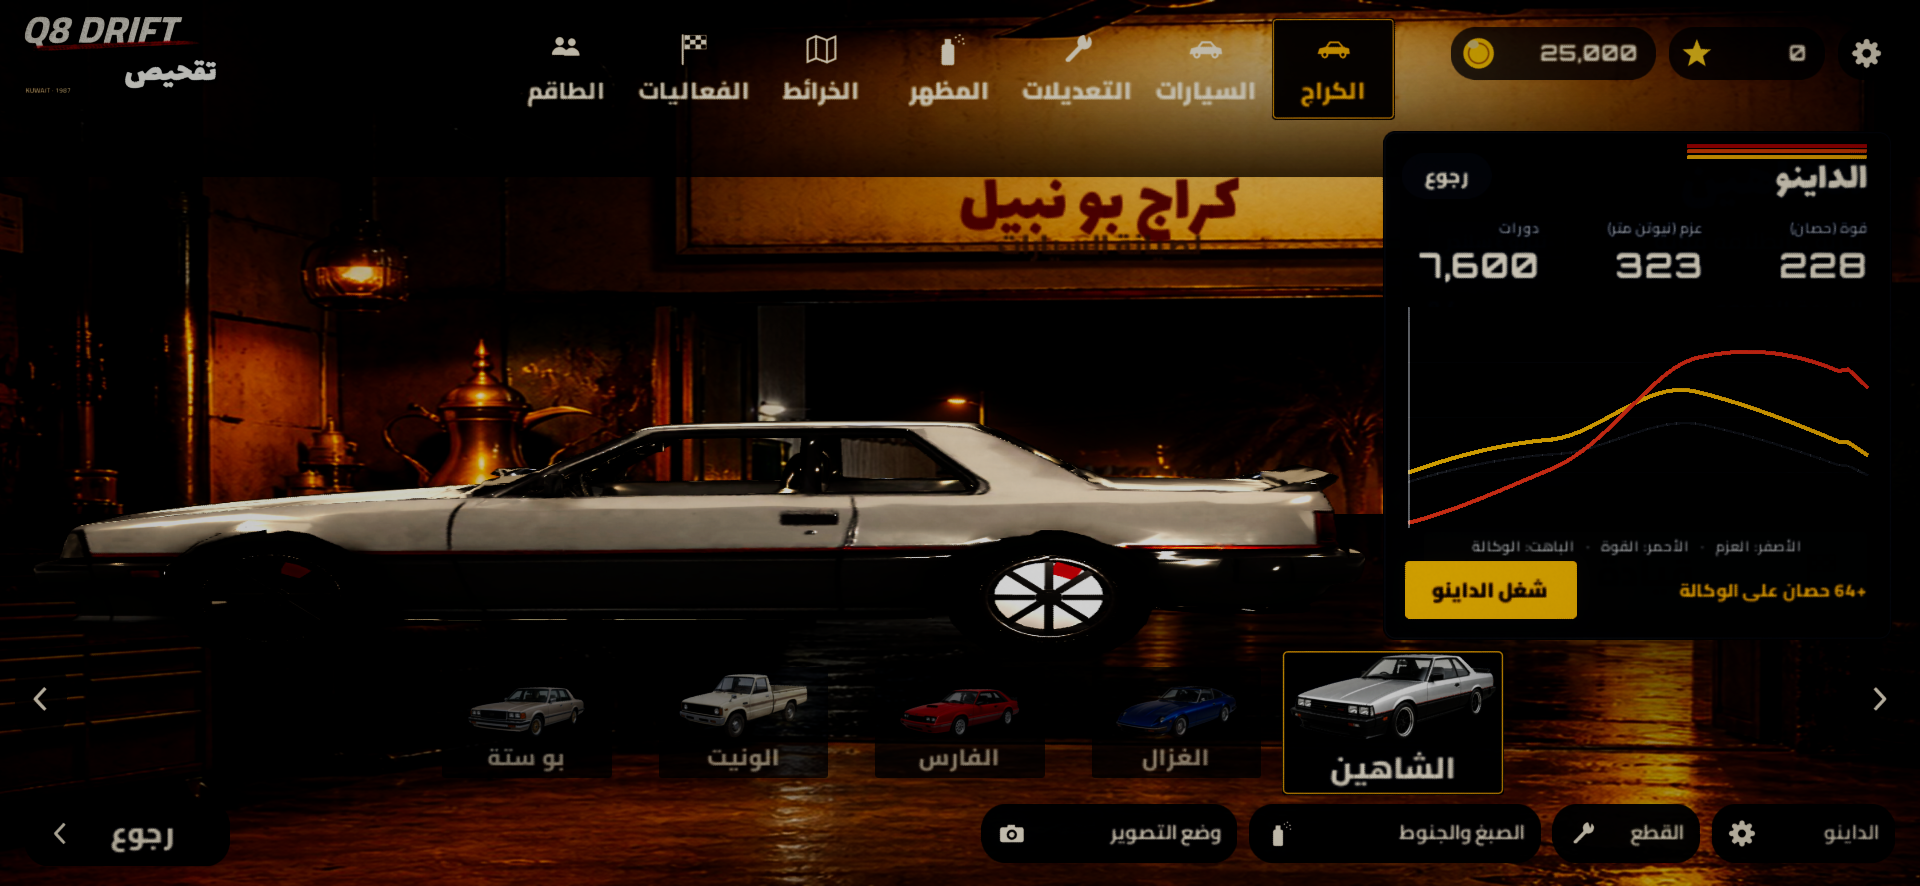 Q8 DRIFT
تفحيص
KUWAIT · 1987
الكراج
السيارات
التعديلات
المظهر
الخرائط
الفعاليات
الطاقم
25,000
0
كراج بو نبيل
الداينو
رجوع
قوة (حصان)
عزم (نيوتن متر)
دورات
228
323
7,600
الأصفر: العزم · الأحمر: القوة · الباهت: الوكالة
+64 حصان على الوكالة
شغل الداينو
الشاهين
الغزال
الفارس
الونيت
بو ستة
الداينو
القطع
الصبغ والجنوط
وضع التصوير
رجوع